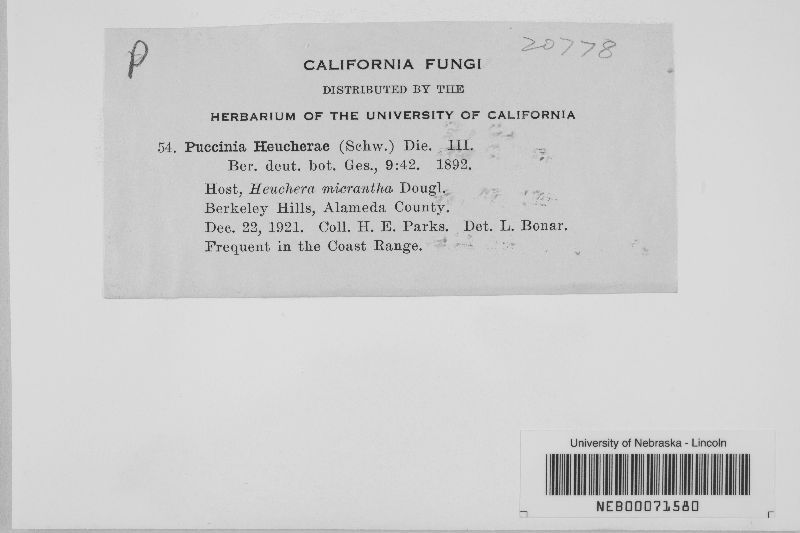 P
20778
CALIFORNIA FUNGI
DISTRIBUTED BY THE
HERBARIUM OF THE UNIVERSITY OF CALIFORNIA
54. Puccinia Heucherae (Schw.) Die. III.
Ber. deut. bot. Ges., 9:42. 1892.
Host, Heuchera micrantha Dougl.
Berkeley Hills, Alameda County.
Dec. 22, 1921. Coll. H. E. Parks. Det. L. Bonar.
Frequent in the Coast Range.
University of Nebraska - Lincoln
NEB00071580